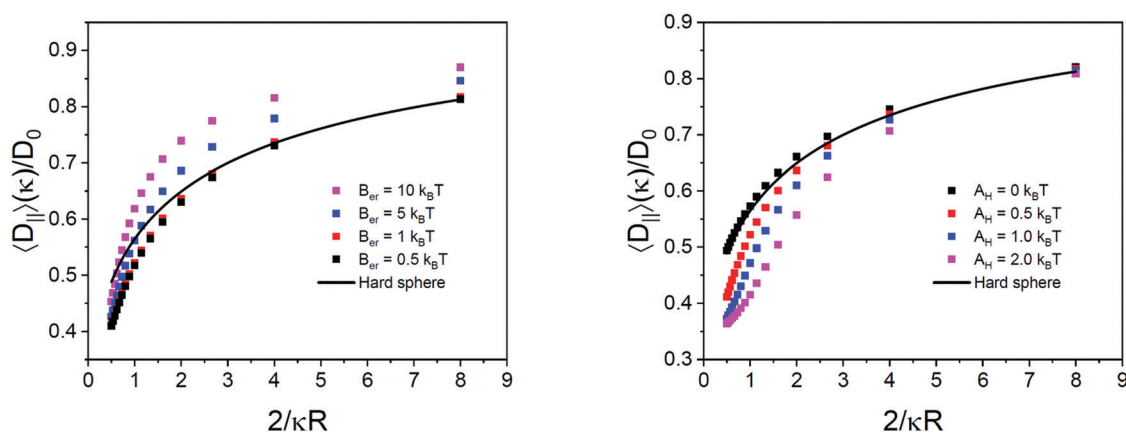 0.9
0.8
0.7
0.6
0.5
0.4
⟨D||⟩(κ)/D0
Ber = 10 kBT
Ber = 5 kBT
Ber = 1 kBT
Ber = 0.5 kBT
Hard sphere
0 1 2 3 4 5 6 7 8 9
2/κR
0.9
0.8
0.7
0.6
0.5
0.4
0.3
⟨D||⟩(κ)/D0
AH = 0 kBT
AH = 0.5 kBT
AH = 1.0 kBT
AH = 2.0 kBT
Hard sphere
0 1 2 3 4 5 6 7 8 9
2/κR